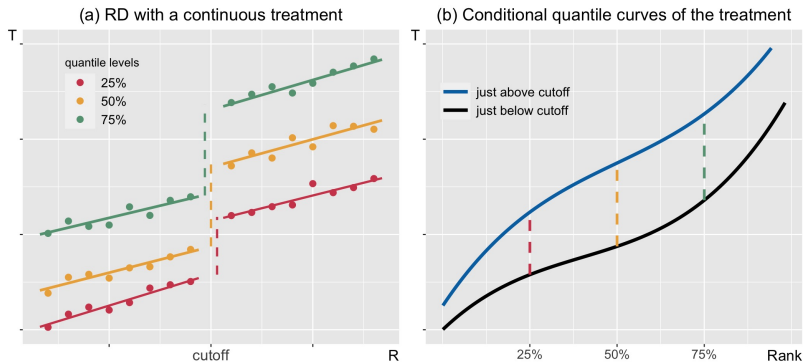 (a) RD with a continuous treatment
T
quantile levels
25%
50%
75%
cutoff
R
(b) Conditional quantile curves of the treatment
T
just above cutoff
just below cutoff
25%
50%
75%
Rank